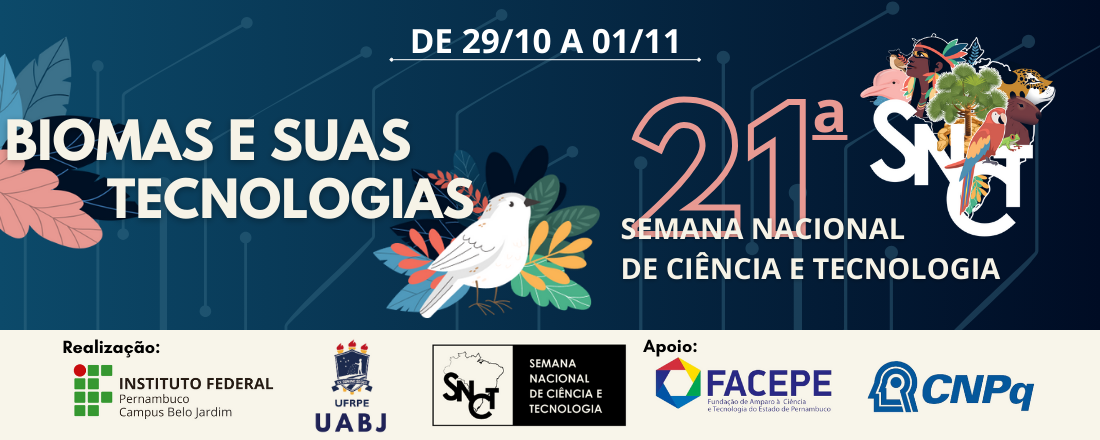 DE 29/10 A 01/11
BIOMAS E SUAS
TECNOLOGIAS
21ª
SEMANA NACIONAL
DE CIÊNCIA E TECNOLOGIA
SNCT
Realização:
INSTITUTO FEDERAL
Pernambuco
Campus Belo Jardim
UFRPE
UABJ
SNCT
SEMANA
NACIONAL
DE CIÊNCIA E
TECNOLOGIA
Apoio:
FACEPE
Fundação de Amparo à Ciência
e Tecnologia do Estado de Pernambuco
CNPq